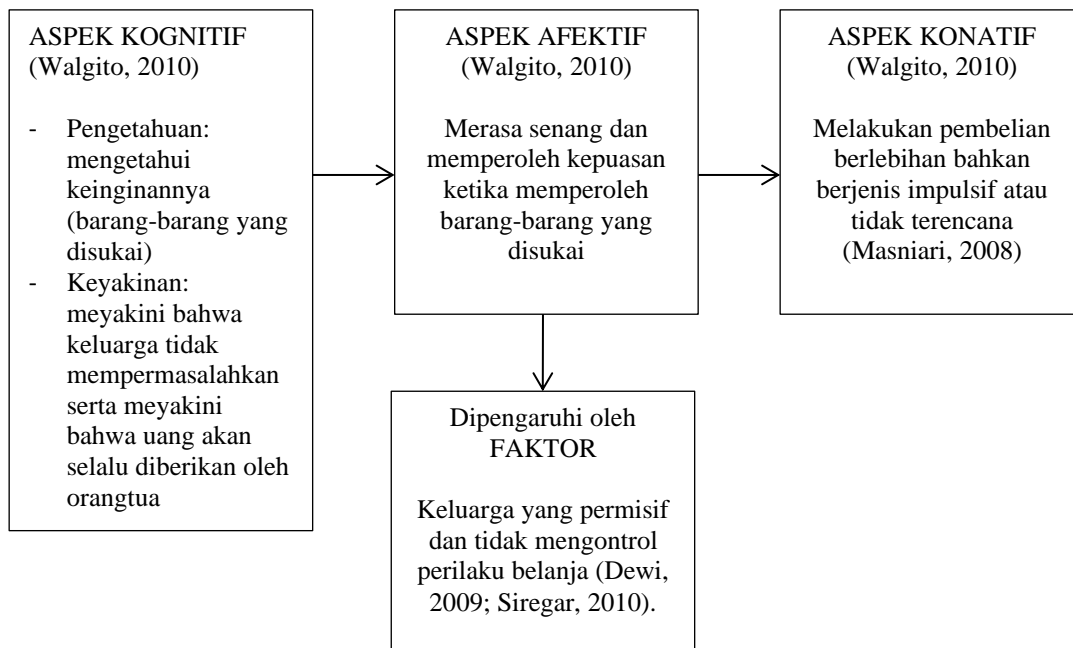 ASPEK KOGNITIF
(Walgito, 2010)
- Pengetahuan:
mengetahui
keinginannya
(barang-barang yang
disukai)
- Keyakinan:
meyakini bahwa
keluarga tidak
mempermasalahkan
serta meyakini
bahwa uang akan
selalu diberikan oleh
orangtua
ASPEK AFEKTIF
(Walgito, 2010)
Merasa senang dan
memperoleh kepuasan
ketika memperoleh
barang-barang yang
disukai
ASPEK KONATIF
(Walgito, 2010)
Melakukan pembelian
berlebihan bahkan
berjenis impulsif atau
tidak terencana
(Masniari, 2008)
Dipengaruhi oleh
FAKTOR
Keluarga yang permisif
dan tidak mengontrol
perilaku belanja (Dewi,
2009; Siregar, 2010).